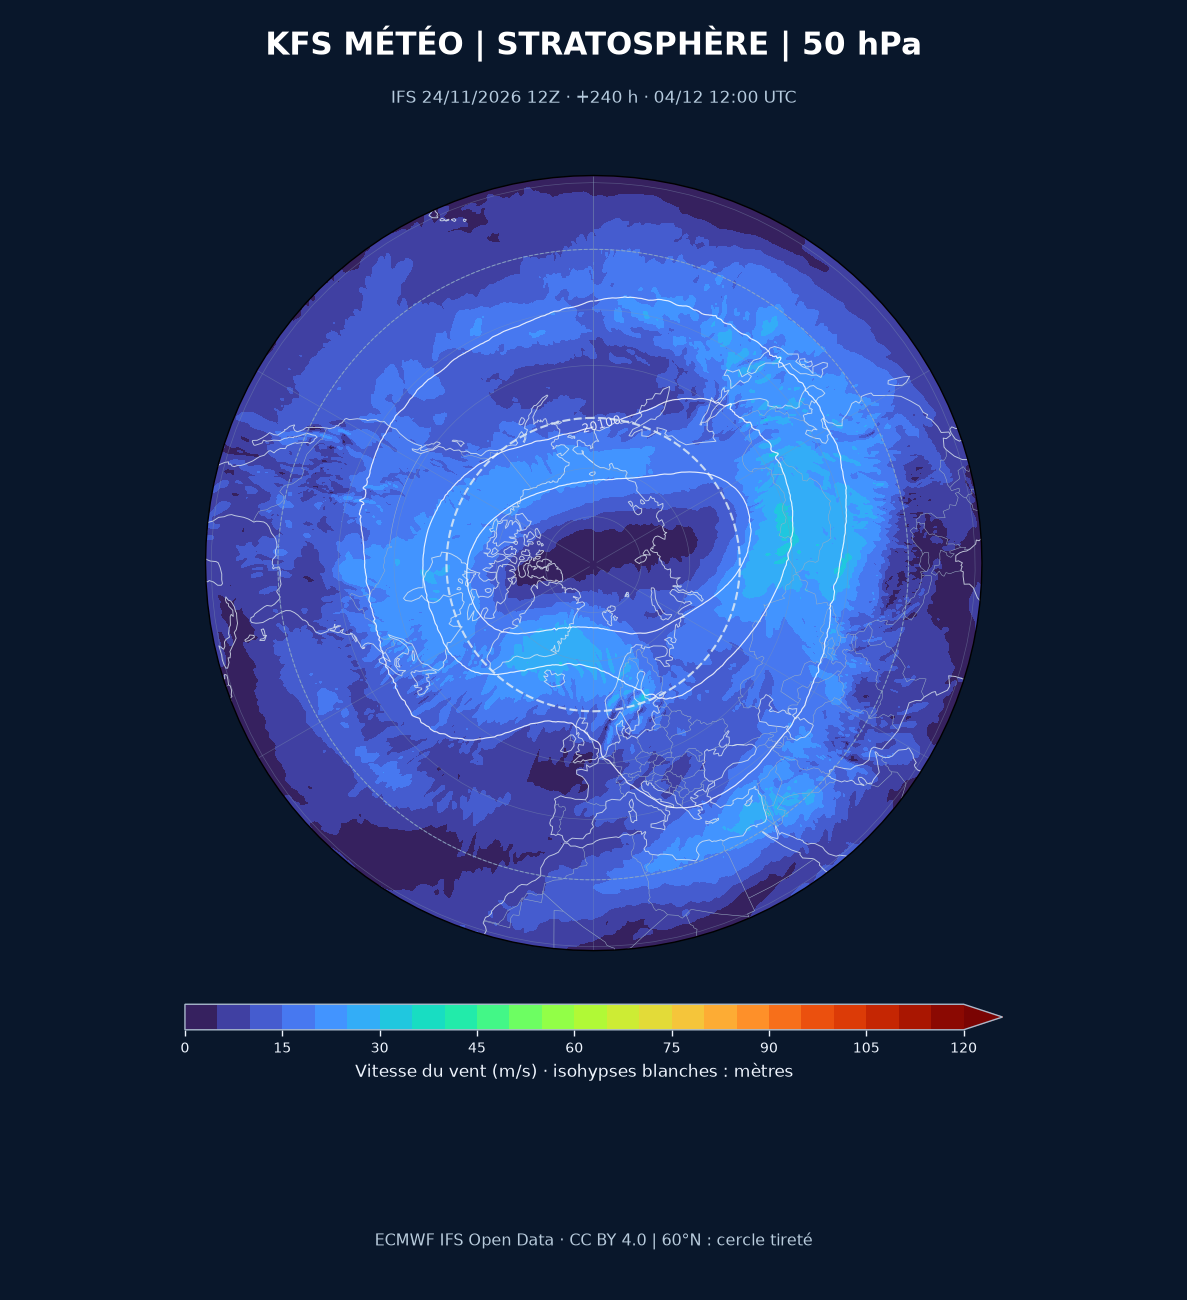 KFS MÉTÉO | STRATOSPHÈRE | 50 hPa
IFS 24/11/2026 12Z · +240 h · 04/12 12:00 UTC
20100
0 15 30 45 60 75 90 105 120
Vitesse du vent (m/s) · isohypses blanches : mètres
ECMWF IFS Open Data · CC BY 4.0 | 60°N : cercle tireté